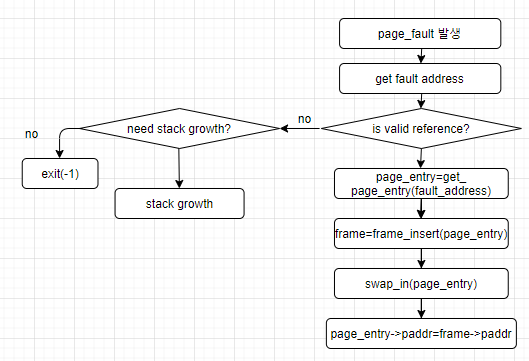 page_fault 발생
get fault address
is valid reference?
no
need stack growth?
no
exit(-1)
stack growth
page_entry=get_
page_entry(fault_address)
frame=frame_insert(page_entry)
swap_in(page_entry)
page_entry->paddr=frame->paddr